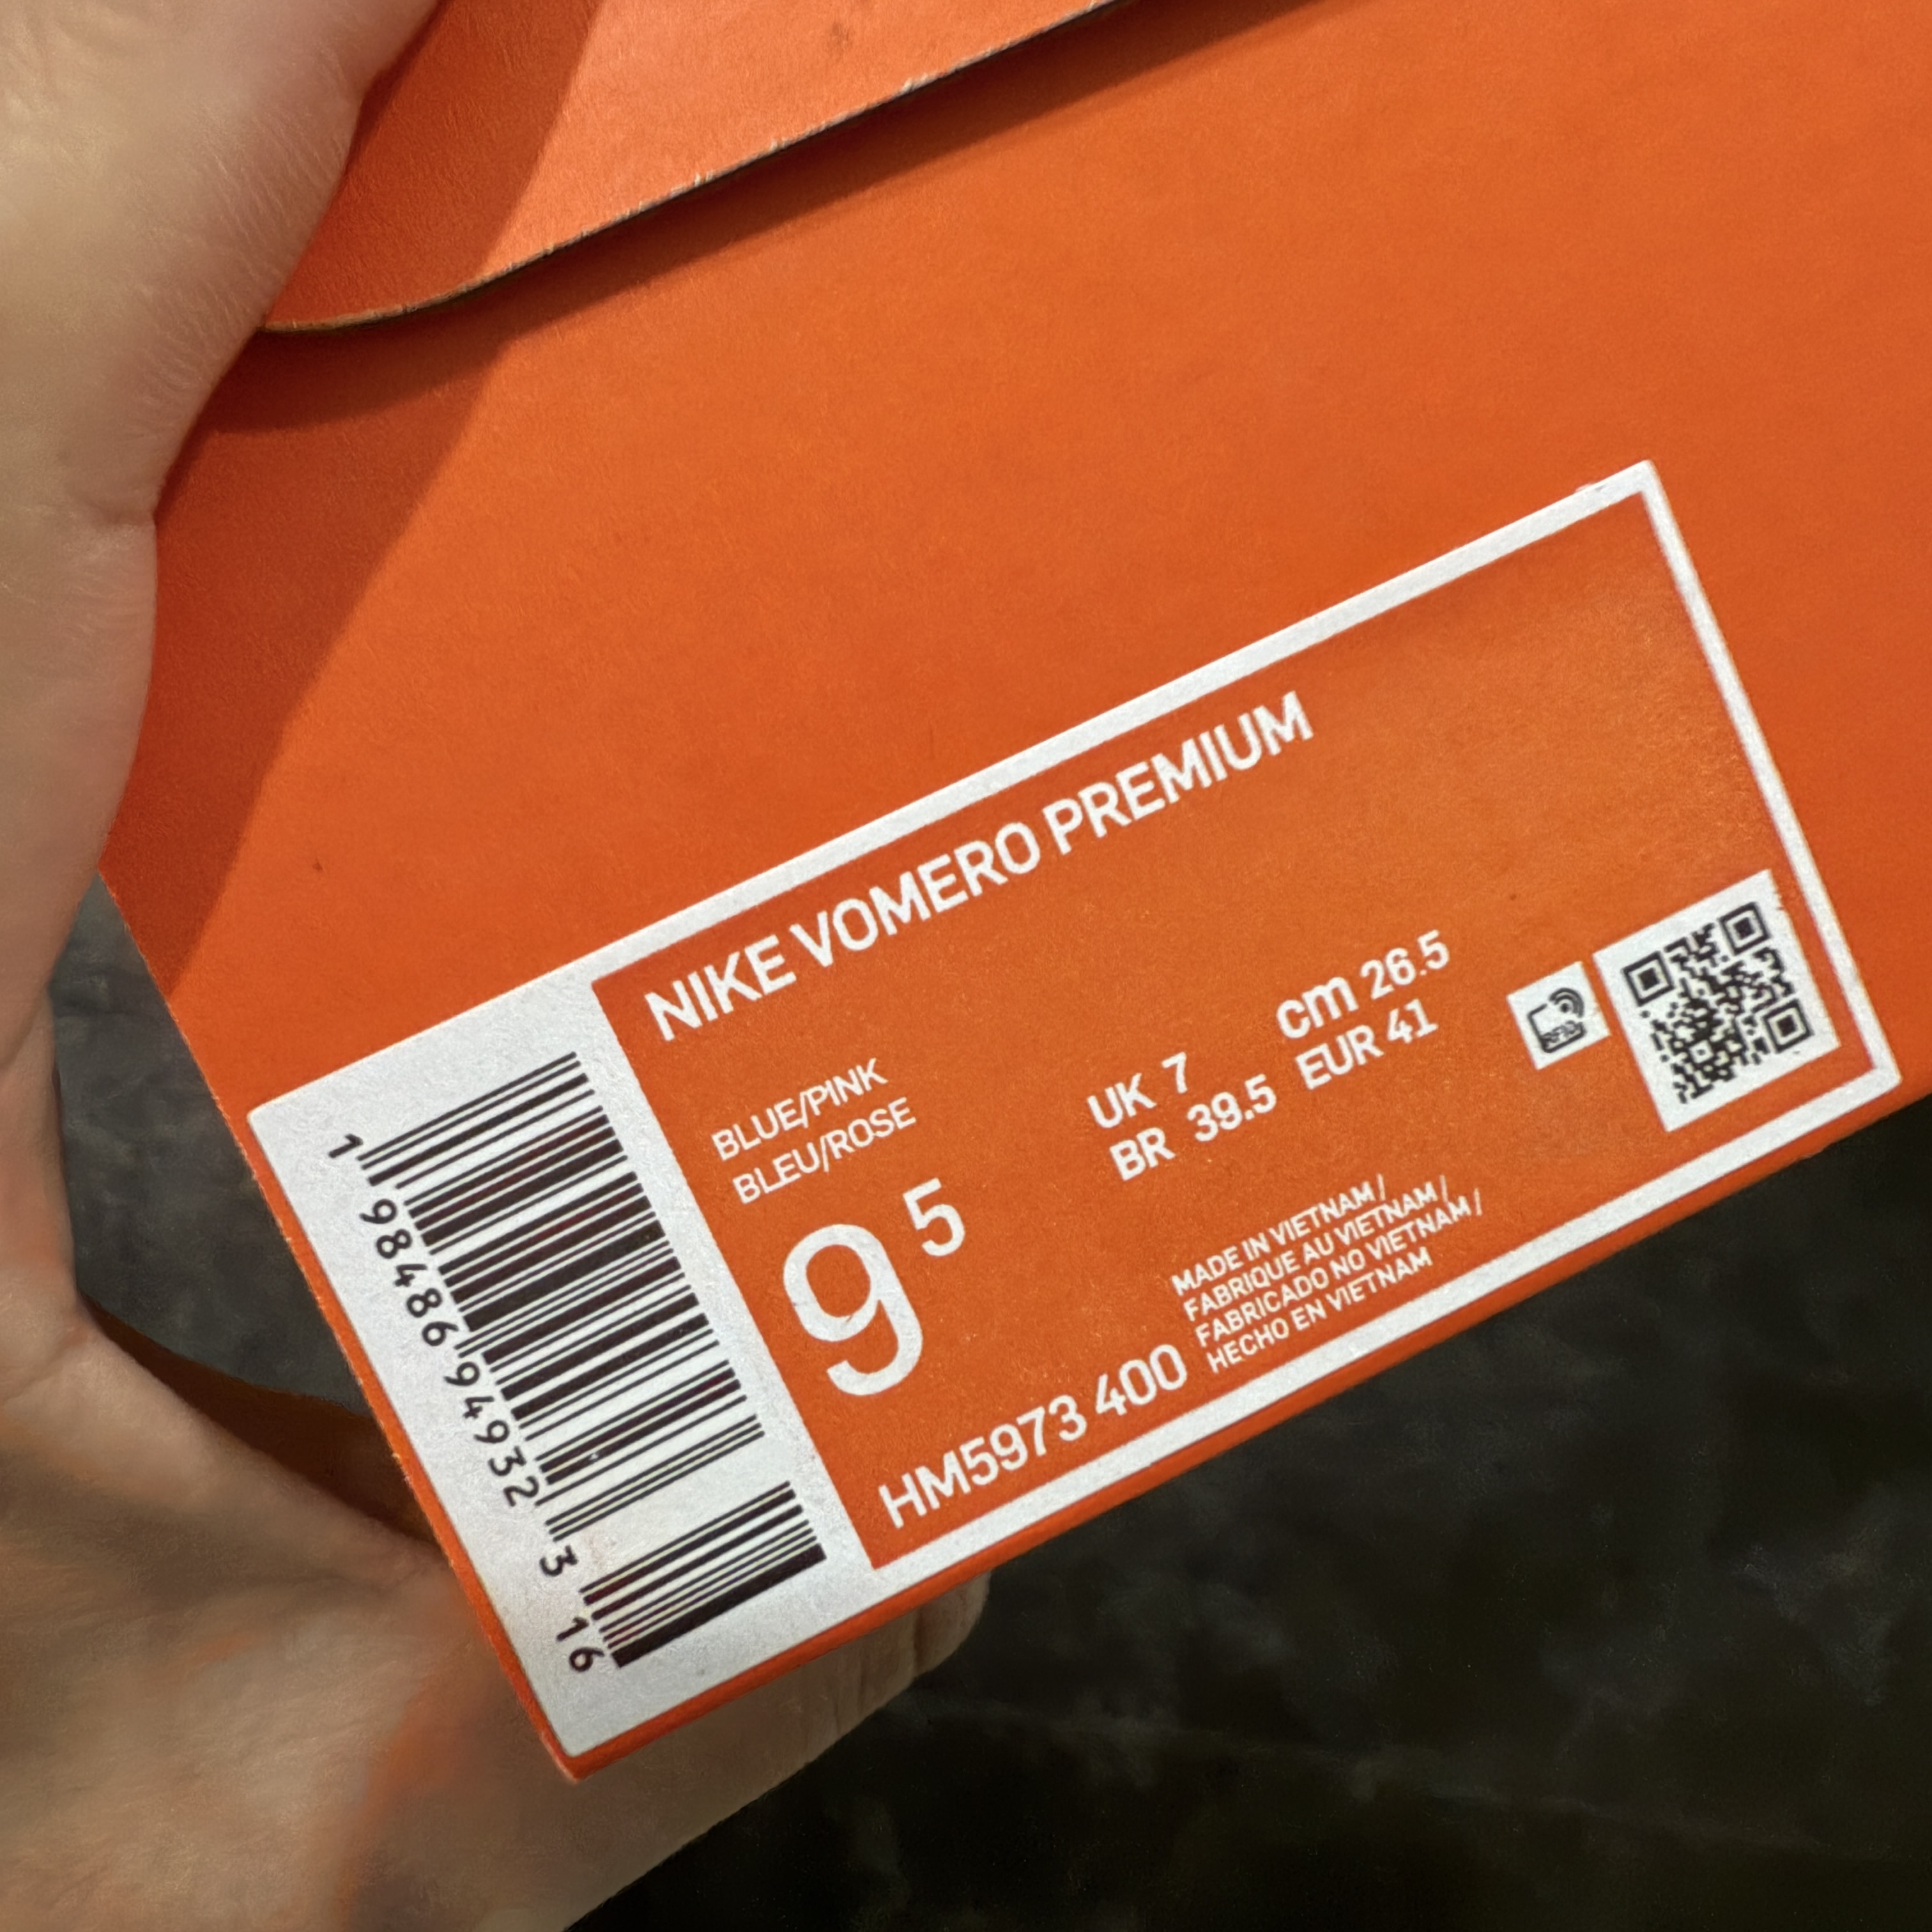 NIKE VOMERO PREMIUM
BLUE/PINK
BLEU/ROSE
UK 7
cm 26.5
BR 39.5
EUR 41
9 5
MADE IN VIETNAM /
FABRIQUE AU VIETNAM /
FABRICADO NO VIETNAM /
HECHO EN VIETNAM
HM5973 400
1 98486 94932 3 16